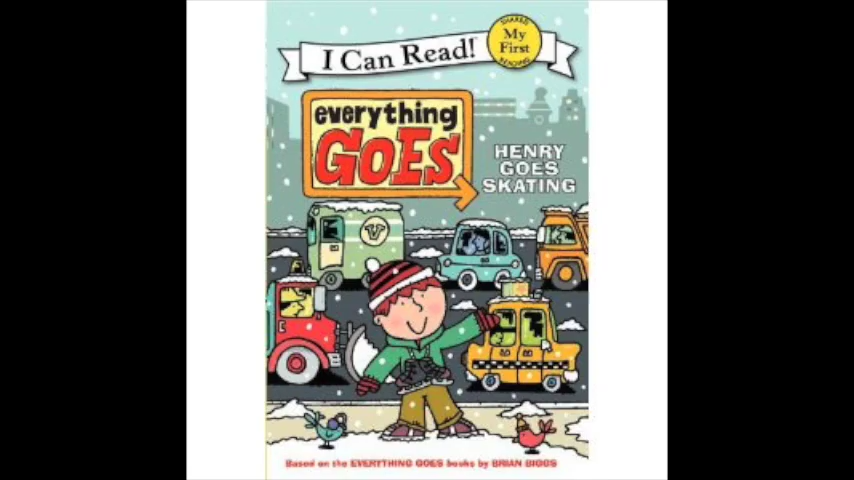 I Can Read!
SHARED
My
First
READING
everything
GOES
HENRY
GOES
SKATING
V
Based on the EVERYTHING GOES books by BRIAN BIGGS